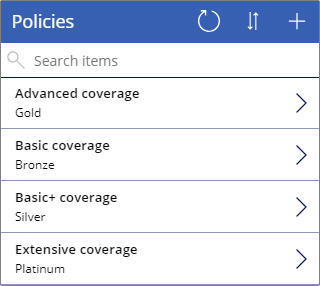 Policies
Search items
Advanced coverage
Gold
Basic coverage
Bronze
Basic+ coverage
Silver
Extensive coverage
Platinum